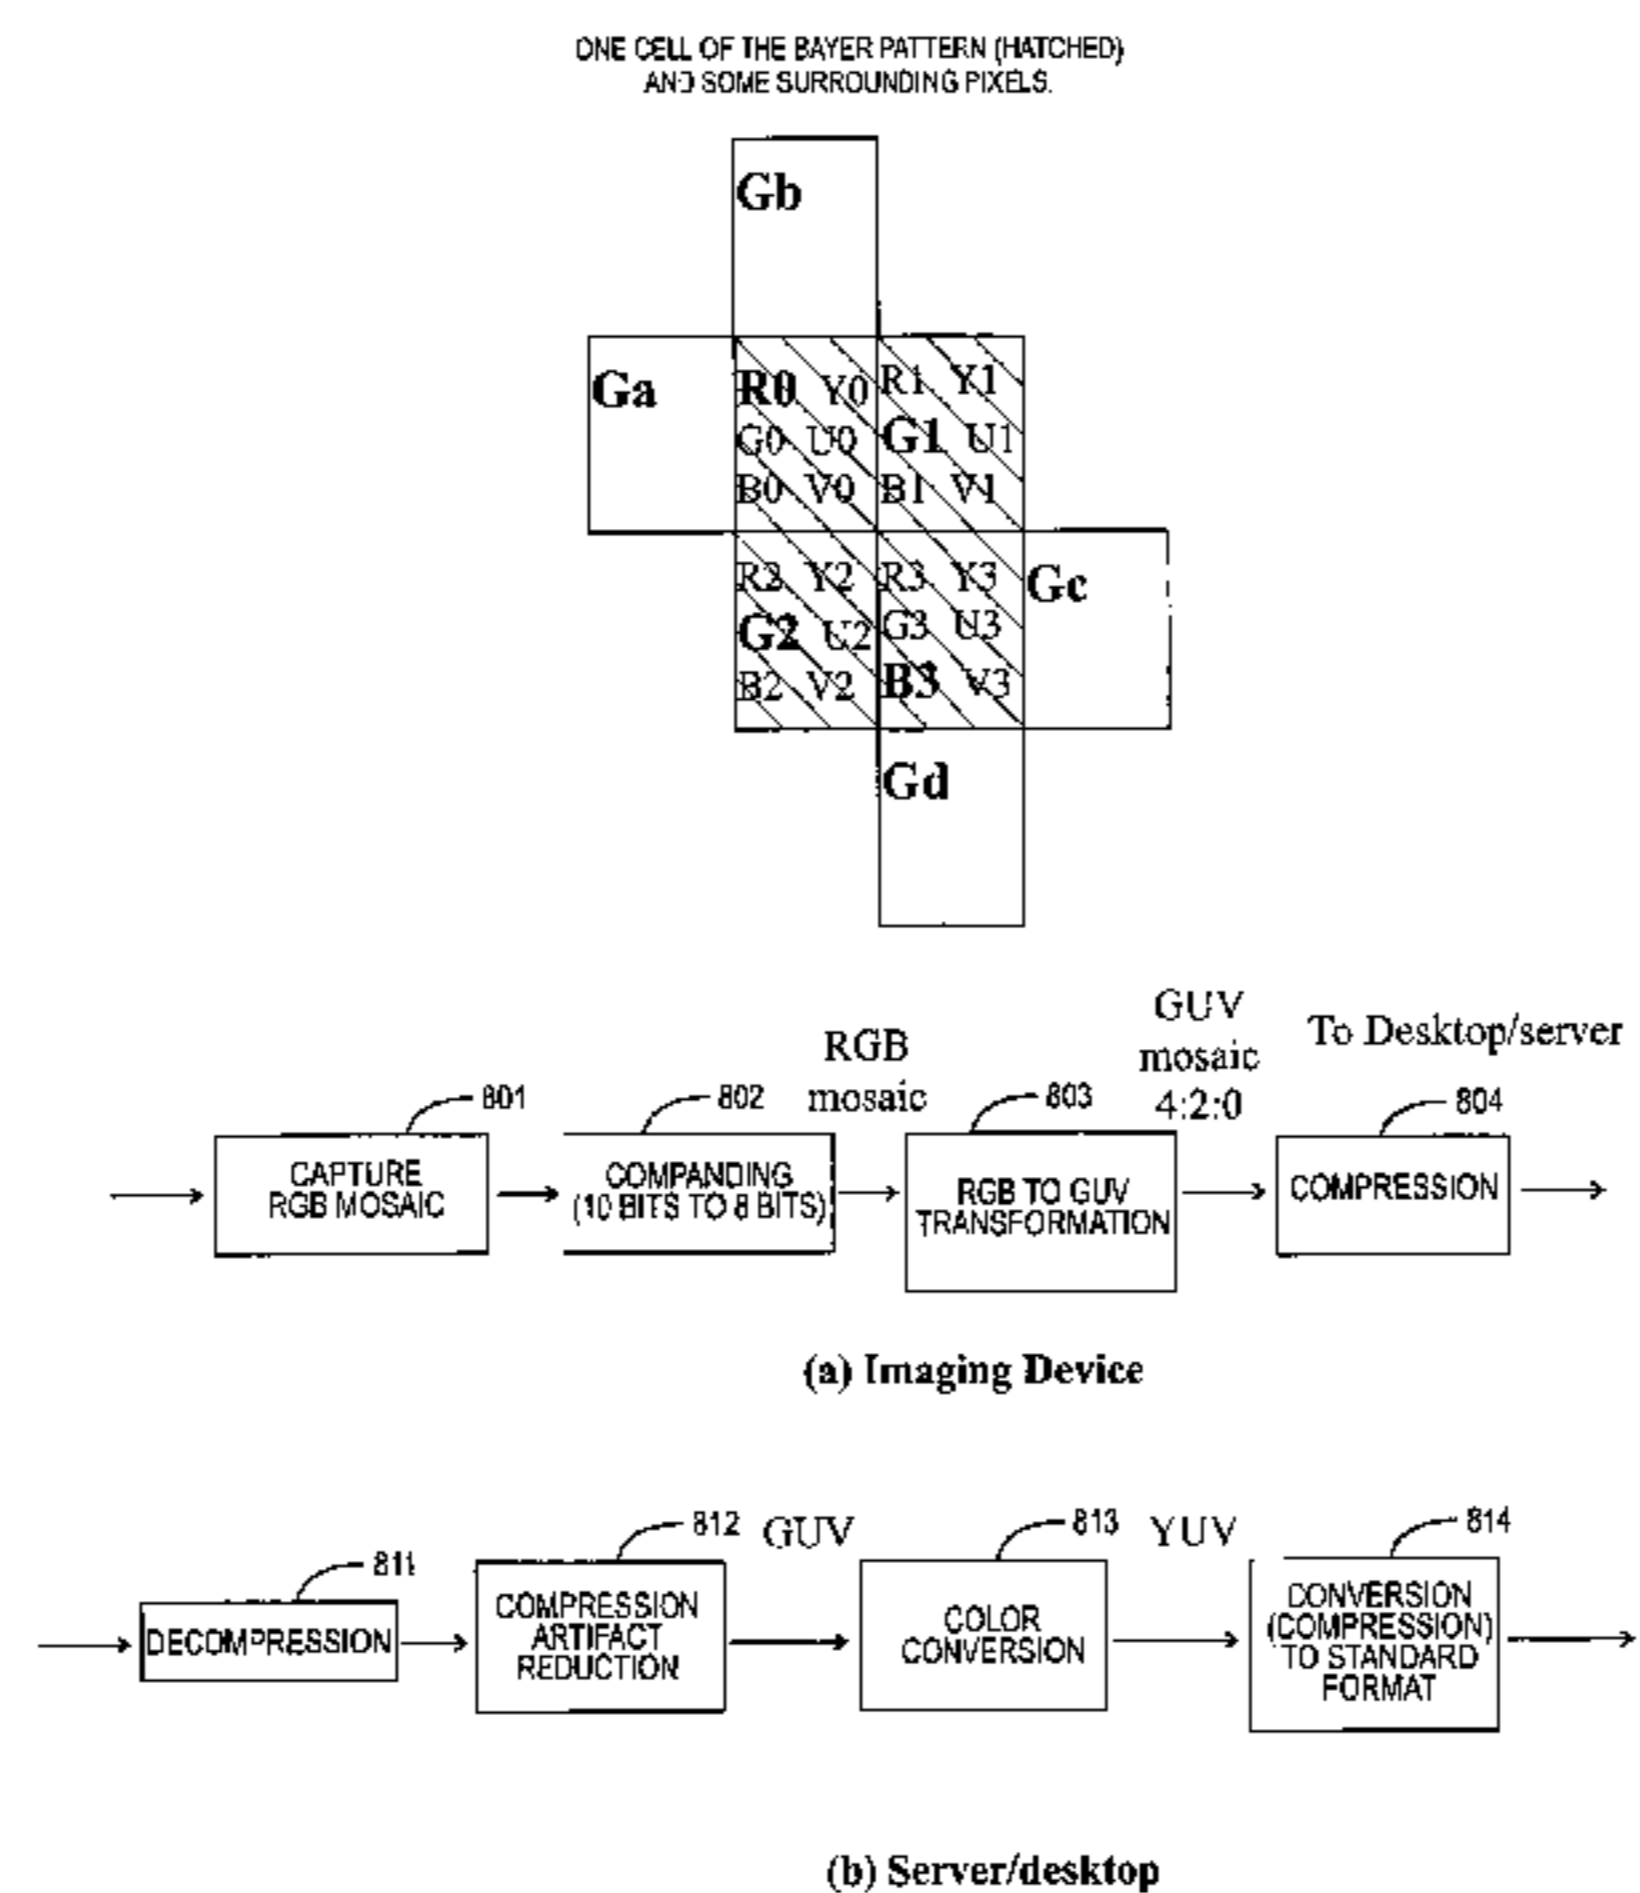 ONE CELL OF THE BAYER PATTERN (HATCHED)
AND SOME SURROUNDING PIXELS.
Gb
Ga
R0 Y0
G0 U0
B0 V0
R1 Y1
G1 U1
B1 V1
R2 Y2
G2 U2
B2 V2
R3 Y3
G3 U3
B3 V3
Gc
Gd
RGB
mosaic
GUV
mosaic
4:2:0
To Desktop/server
801
802
803
804
CAPTURE
RGB MOSAIC
COMPANDING
(10 BITS TO 8 BITS)
RGB TO GUV
TRANSFORMATION
COMPRESSION
(a) Imaging Device
811
812
GUV
813
YUV
814
DECOMPRESSION
COMPRESSION
ARTIFACT
REDUCTION
COLOR
CONVERSION
CONVERSION
(COMPRESSION)
TO STANDARD
FORMAT
(b) Server/desktop